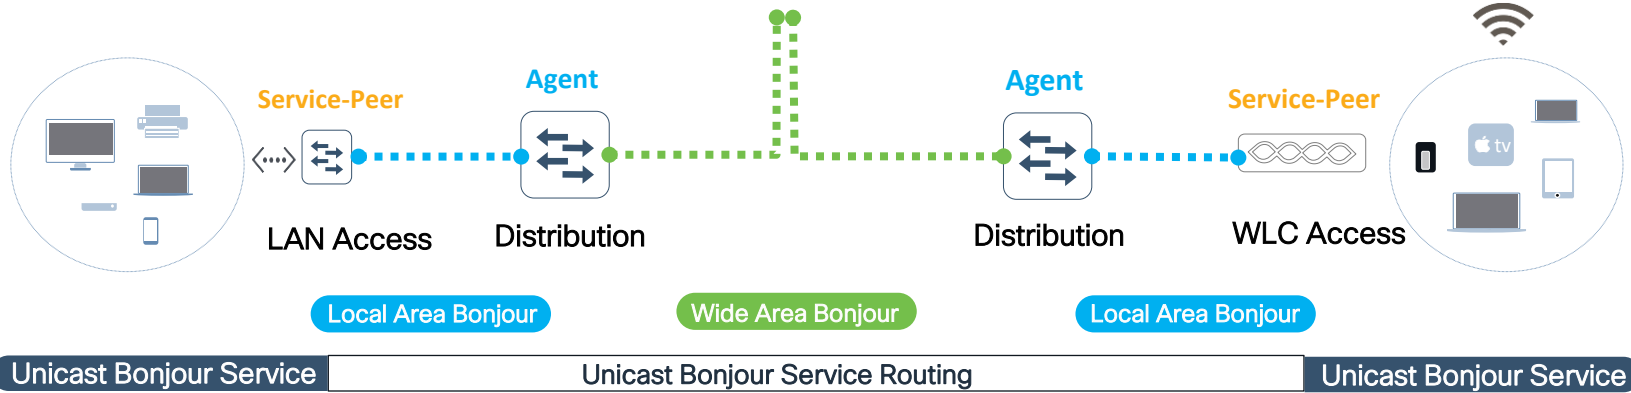 Agent
Agent
Service-Peer
Service-Peer
tv
LAN Access
Distribution
Distribution
WLC Access
Local Area Bonjour
Wide Area Bonjour
Local Area Bonjour
Unicast Bonjour Service
Unicast Bonjour Service Routing
Unicast Bonjour Service